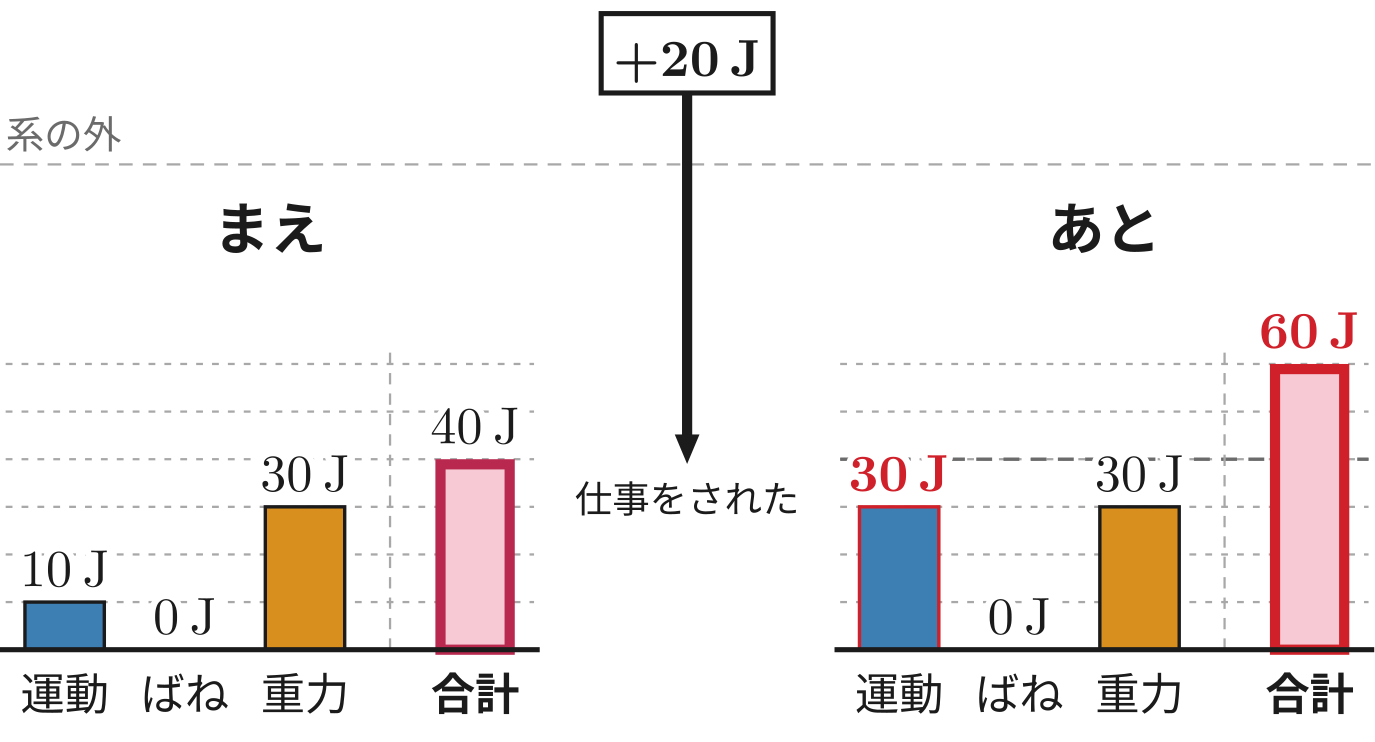 +20 J
系の外
まえ
あと
10 J
0 J
30 J
40 J
仕事をされた
30 J
0 J
30 J
60 J
運動 ばね 重力 合計
運動 ばね 重力 合計